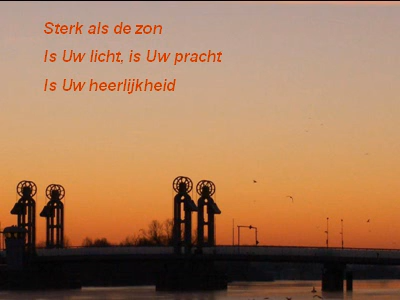 Sterk als de zon
Is Uw licht, is Uw pracht
Is Uw heerlijkheid